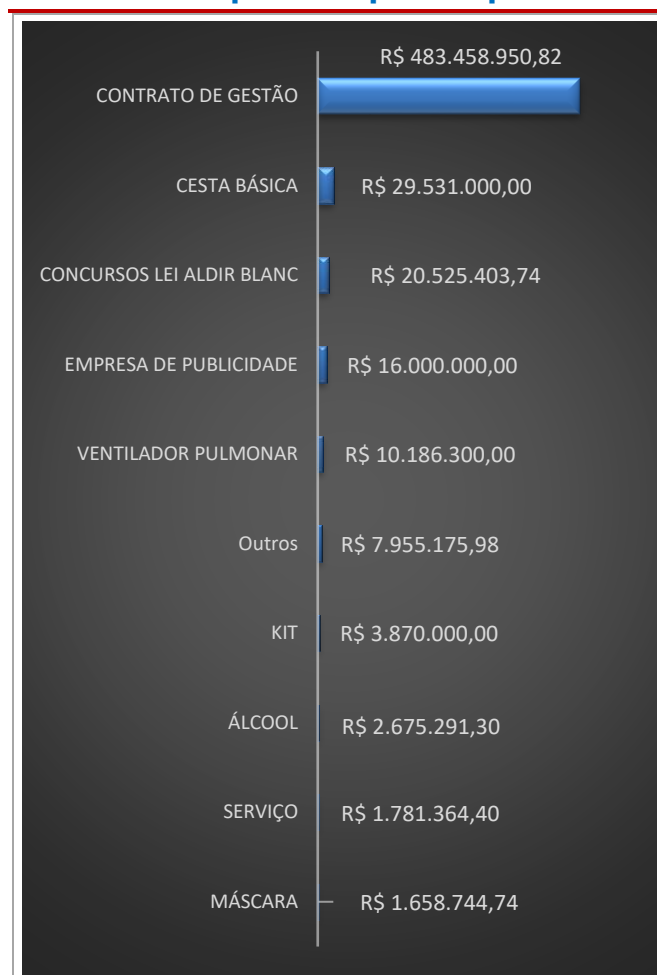 R$ 483.458.950,82
CONTRATO DE GESTÃO
CESTA BÁSICA R$ 29.531.000,00
CONCURSOS LEI ALDIR BLANC R$ 20.525.403,74
EMPRESA DE PUBLICIDADE R$ 16.000.000,00
VENTILADOR PULMONAR R$ 10.186.300,00
Outros R$ 7.955.175,98
KIT R$ 3.870.000,00
ÁLCOOL R$ 2.675.291,30
SERVIÇO R$ 1.781.364,40
MÁSCARA R$ 1.658.744,74